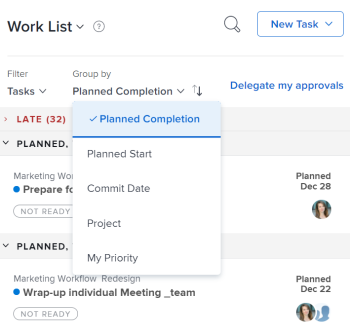 Work List
New Task
Filter
Group by
Tasks
Planned Completion
Delegate my approvals
LATE (32)
Planned Completion
PLANNED,
Planned Start
Marketing Wor
Planned
Prepare fo
Dec 28
Commit Date
NOT READY
Project
PLANNED,
My Priority
Marketing Workflow Redesign
Planned
Wrap-up individual Meeting _team
Dec 22
NOT READY